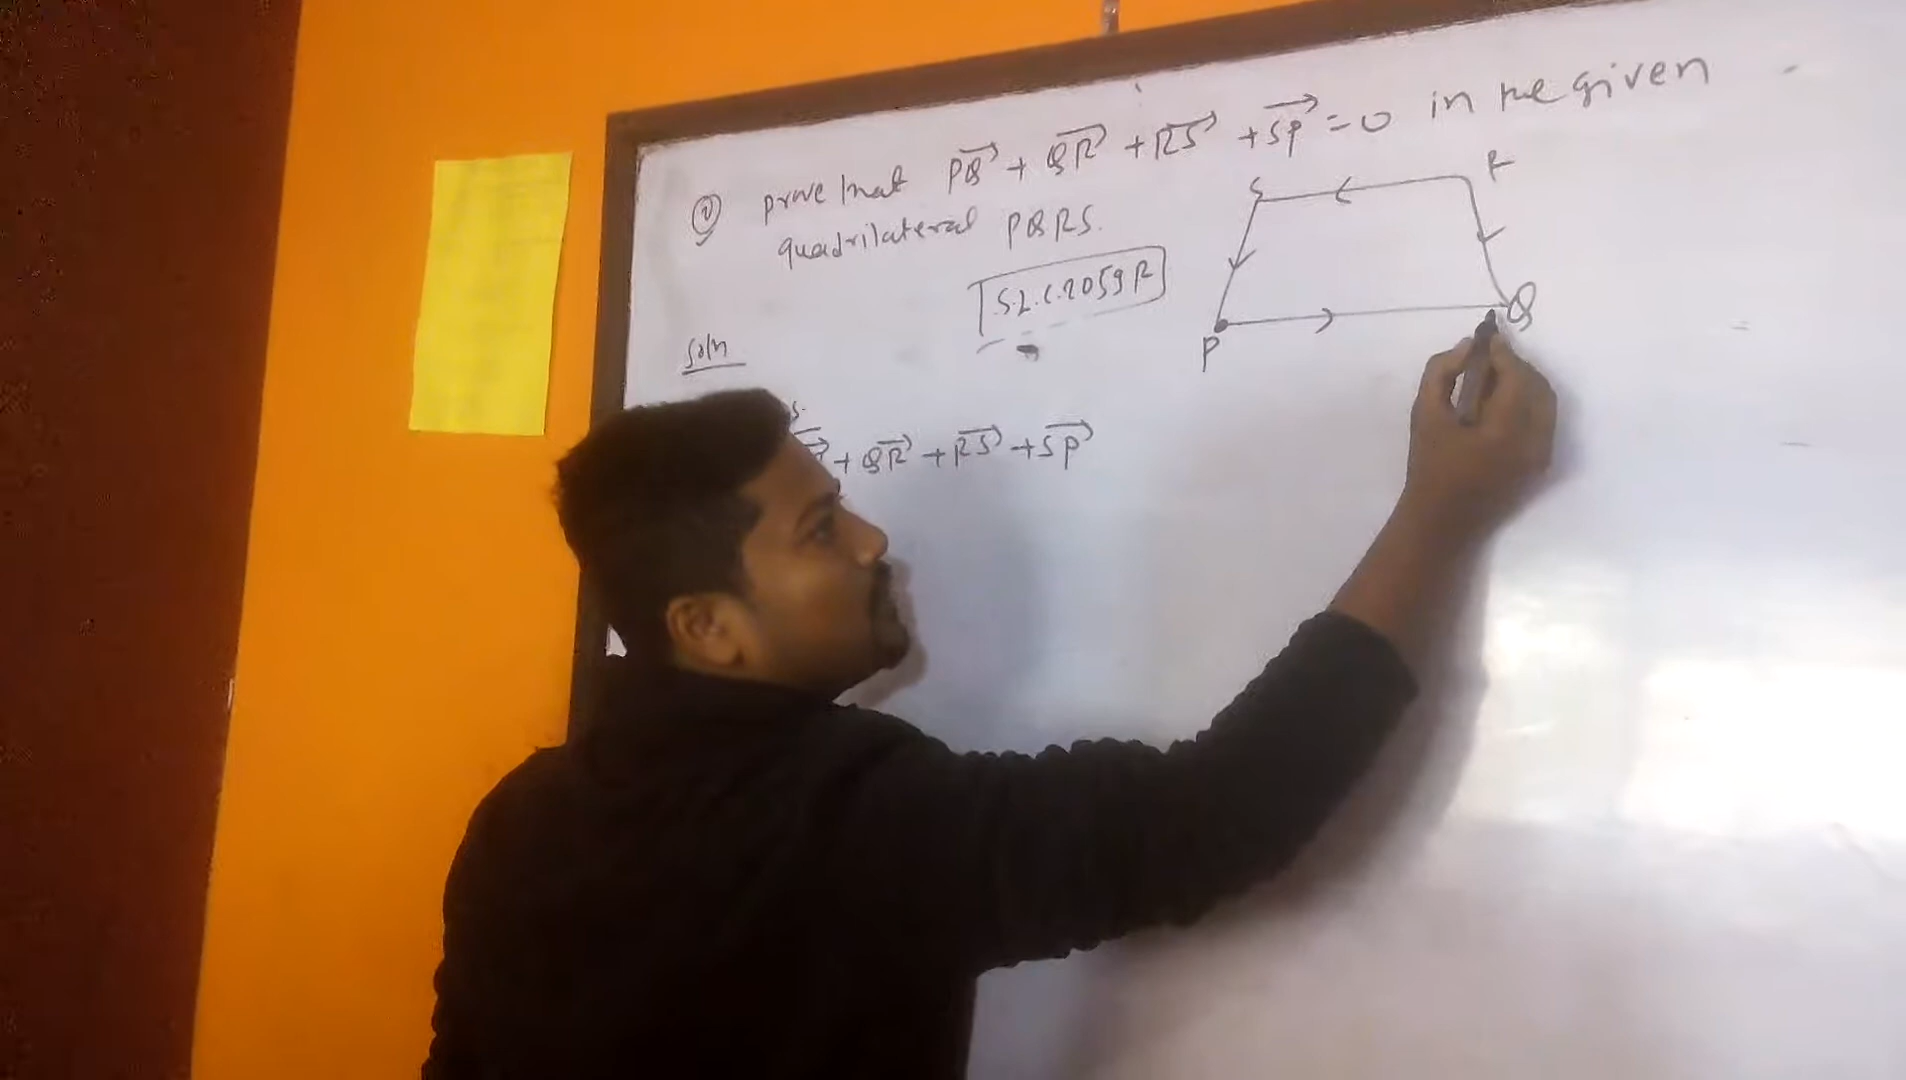 ① prove that PQ→ + QR→ + RS→ + SP→ = 0 in the given
quadrilateral PQRS.
S.L.C. 2059 R
Soln
S R
P Q
+ QR→ + RS→ + SP→